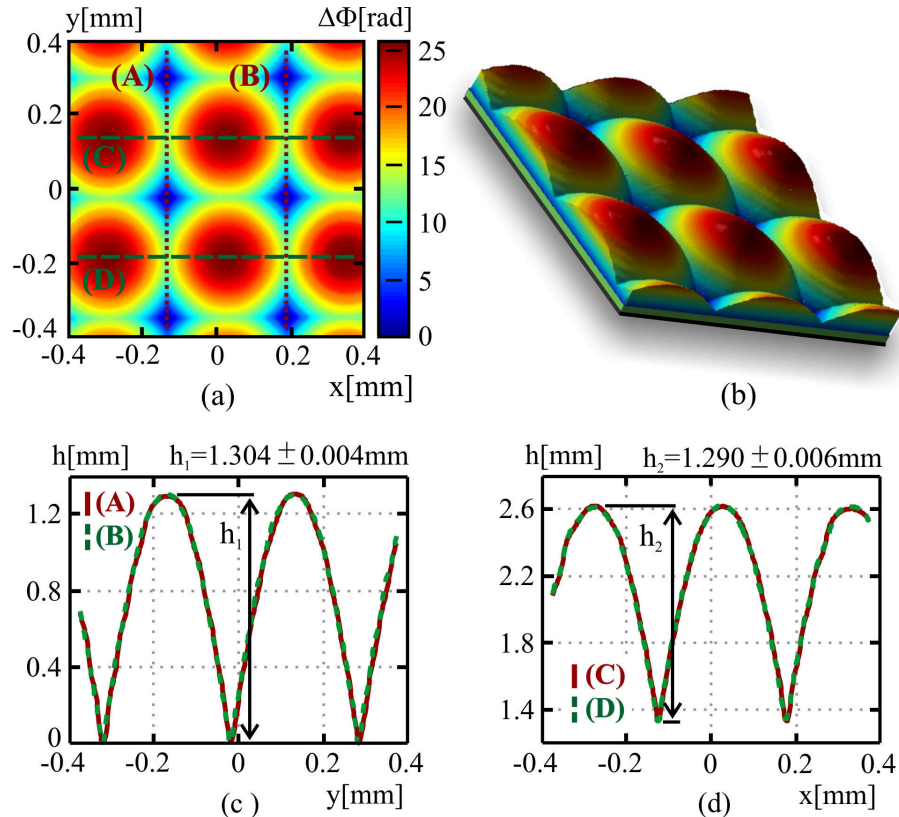 y[mm]
ΔΦ[rad]
0.4
0.2
0
-0.2
-0.4
(A)
(B)
(C)
(D)
-0.4
-0.2
0
0.2
0.4
x[mm]
25
20
15
10
5
0
(a)
(b)
h[mm]
h1=1.304 ± 0.004mm
1.2
0.8
0.4
0
(A)
(B)
h1
-0.4
-0.2
0
0.2
0.4
y[mm]
(c)
h[mm]
h2=1.290 ± 0.006mm
2.6
2.2
1.8
1.4
h2
(C)
(D)
-0.4
-0.2
0
0.2
0.4
x[mm]
(d)